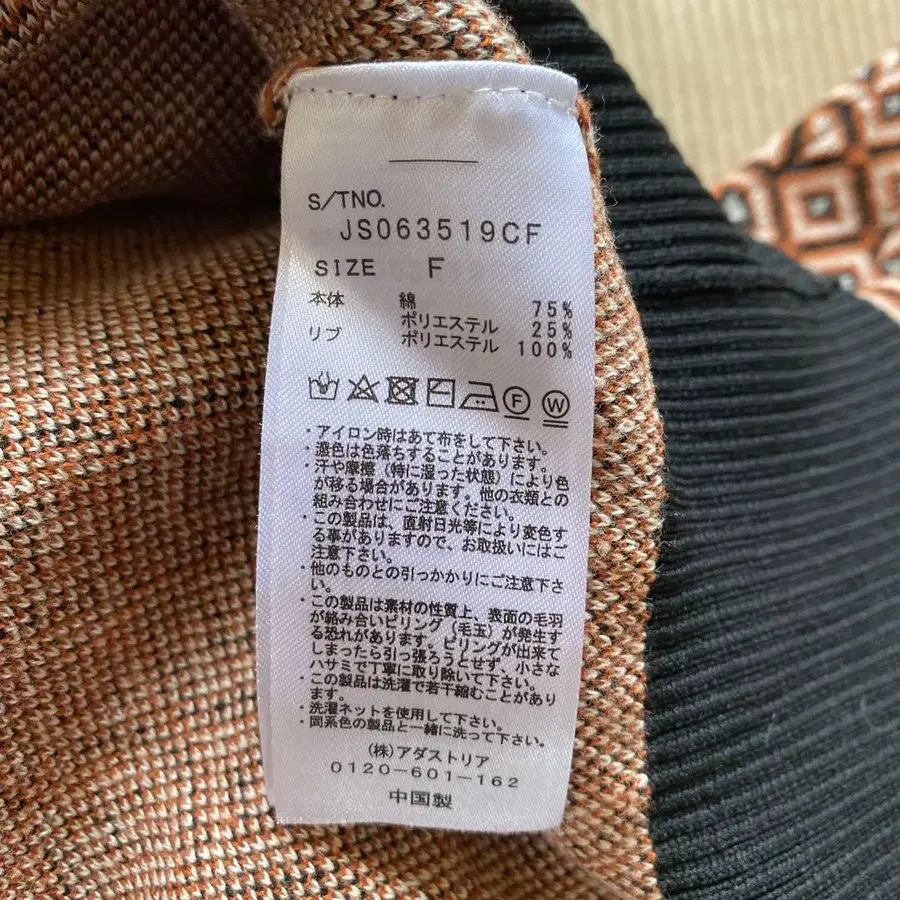 S/TNO.
JS063519CF
SIZE F
本体 綿 75%
ポリエステル 25%
リブ ポリエステル 100%
F W
・アイロン時はあて布をして下さい。
・濃色は色落ちすることがあります。
・汗や摩擦（特に湿った状態）により色
が移る場合があります。他の衣類との
組み合わせにご注意ください。
・この製品は、直射日光等により変色す
る事がありますので、お取扱いにはご
注意下さい。
・他のものとの引っかかりにご注意下さ
い。
・この製品は素材の性質上、表面の毛羽
が絡み合いピリング（毛玉）が発生す
る恐れがあります。ピリングが出来て
しまったら引っ張ろうとせず、小さな
ハサミで丁寧に取り除いて下さい。
・この製品は洗濯で若干縮むことがあり
ます。
・洗濯ネットを使用して下さい。
・同系色の製品と一緒に洗って下さい。
（株）アダストリア
0120-601-162
中国製